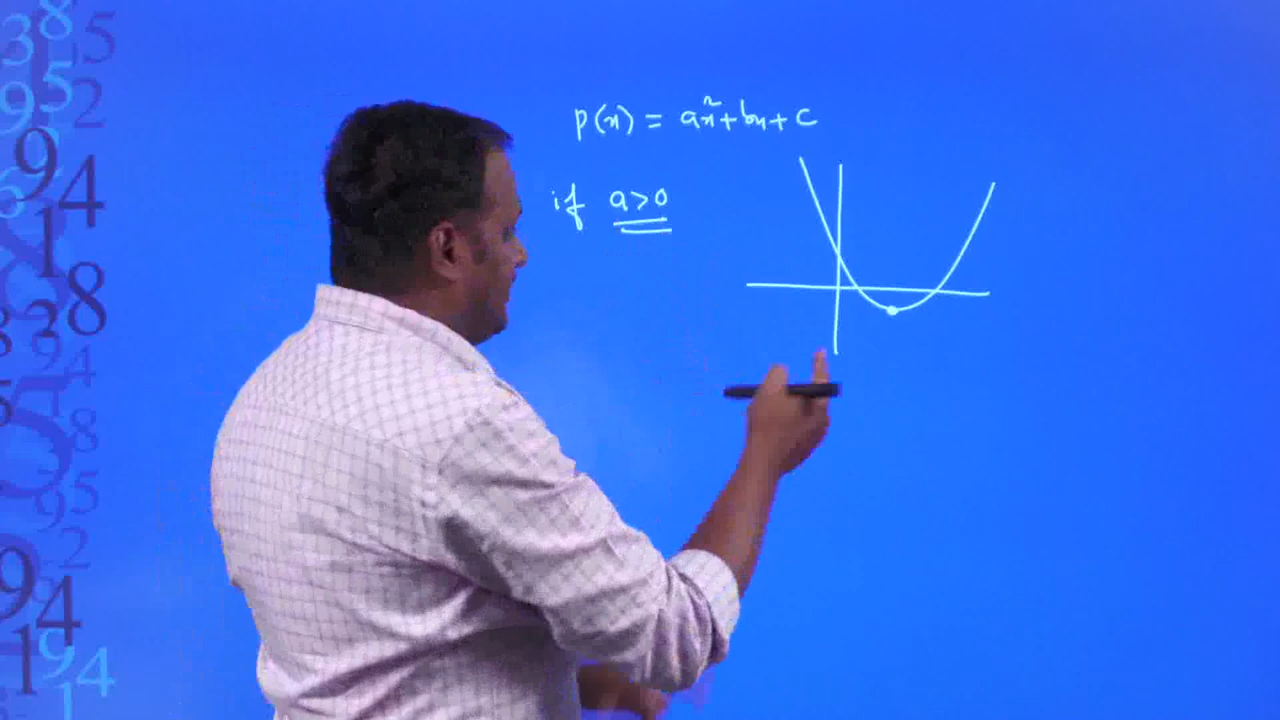 p(x) = ax²+bx+c
if a>0